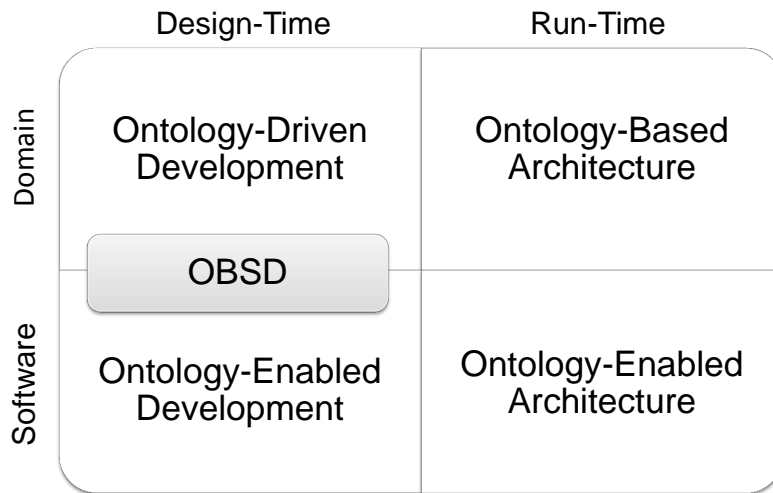 Design-Time
Run-Time
Domain
Ontology-Driven
Development
Ontology-Based
Architecture
OBSD
Software
Ontology-Enabled
Development
Ontology-Enabled
Architecture